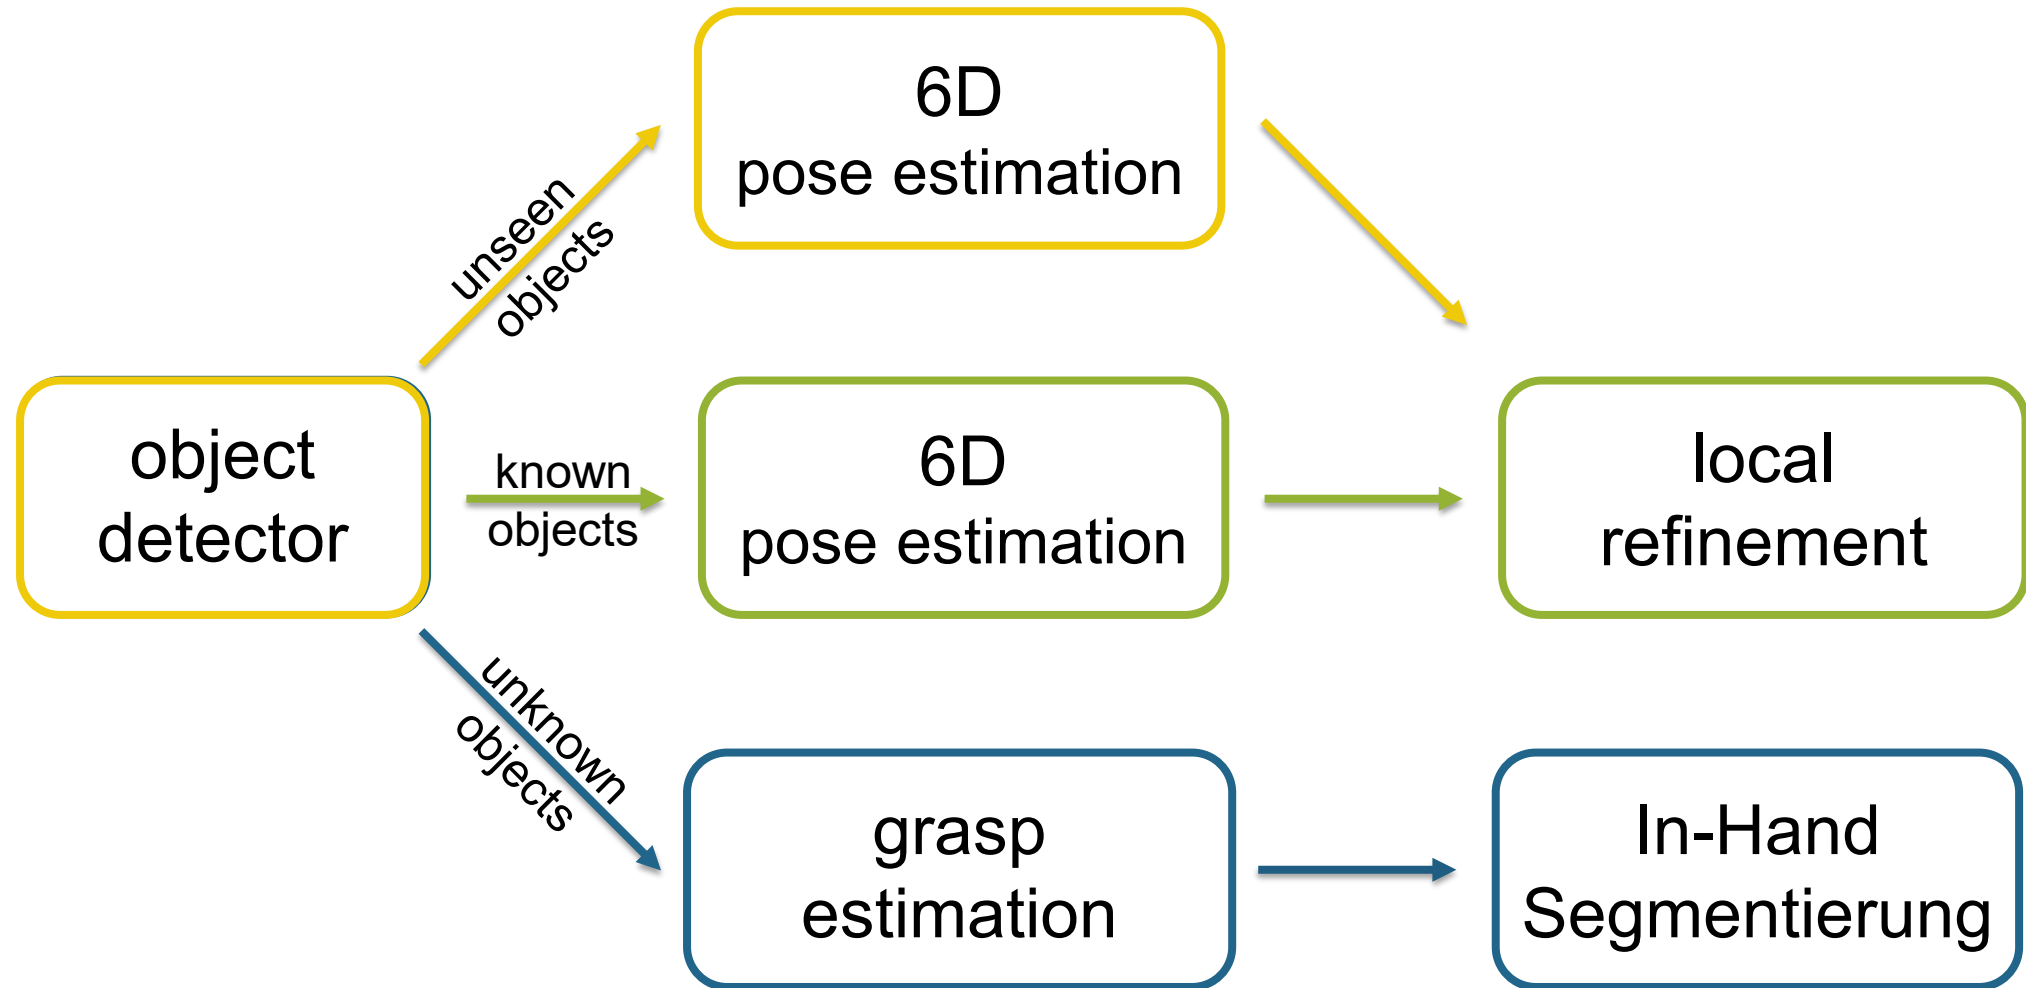 6D
pose estimation
unseen
objects
object
detector
known
objects
6D
pose estimation
local
refinement
unknown
objects
grasp
estimation
In-Hand
Segmentierung